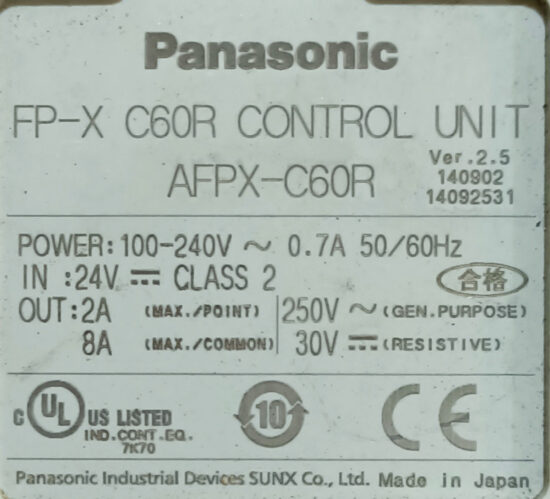 Panasonic
FP-X C60R CONTROL UNIT
AFPX-C60R
Ver.2.5
140902
14092531
POWER:100-240V ~ 0.7A 50/60Hz
IN :24V ⎓ CLASS 2
合格
OUT:2A (MAX./POINT) 250V ~(GEN.PURPOSE)
8A (MAX./COMMON) 30V ⎓(RESISTIVE)
C UL US LISTED
IND.CONT.EQ.
7K70
10
CE
Panasonic Industrial Devices SUNX Co., Ltd. Made in Japan